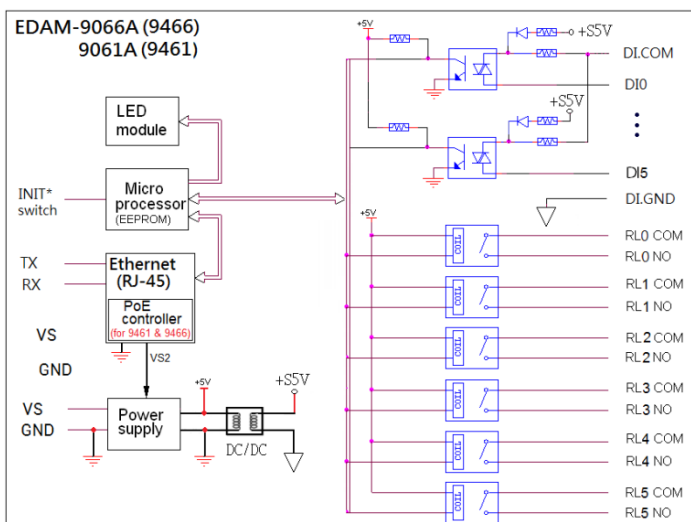 EDAM-9066A (9466)
9061A (9461)
LED
module
INIT*
switch
Micro
processor
(EEPROM)
TX
RX
Ethernet
(RJ-45)
PoE
controller
(for 9461 & 9466)
VS
GND
VS2
VS
GND
Power
supply
+5V
+S5V
DC/DC
+5V
+S5V
DI.COM
DI0
+S5V
DI5
DI.GND
+5V
COIL
RL0 COM
RL0 NO
COIL
RL1 COM
RL1 NO
COIL
RL2 COM
RL2 NO
COIL
RL3 COM
RL3 NO
COIL
RL4 COM
RL4 NO
COIL
RL5 COM
RL5 NO